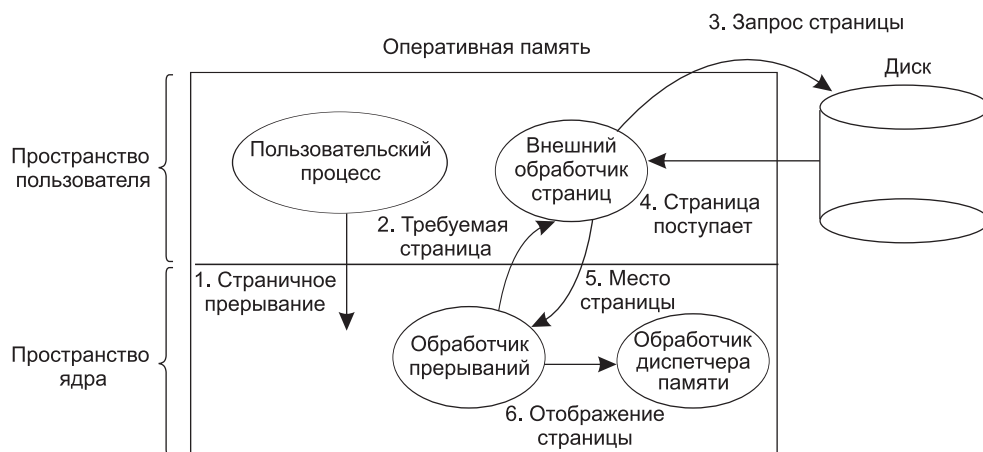 3. Запрос страницы
Оперативная память
Диск
Пространство
пользователя
Пользовательский
процесс
Внешний
обработчик
страниц
2. Требуемая
страница
4. Страница
поступает
1. Страничное
прерывание
5. Место
страницы
Пространство
ядра
Обработчик
прерываний
Обработчик
диспетчера
памяти
6. Отображение
страницы